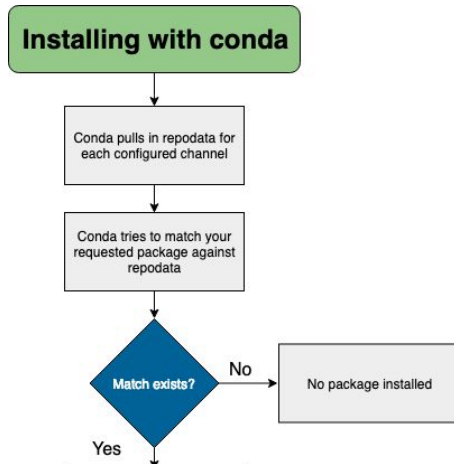 Installing with conda
Conda pulls in repodata for
each configured channel
Conda tries to match your
requested package against
repodata
Match exists?
No
No package installed
Yes